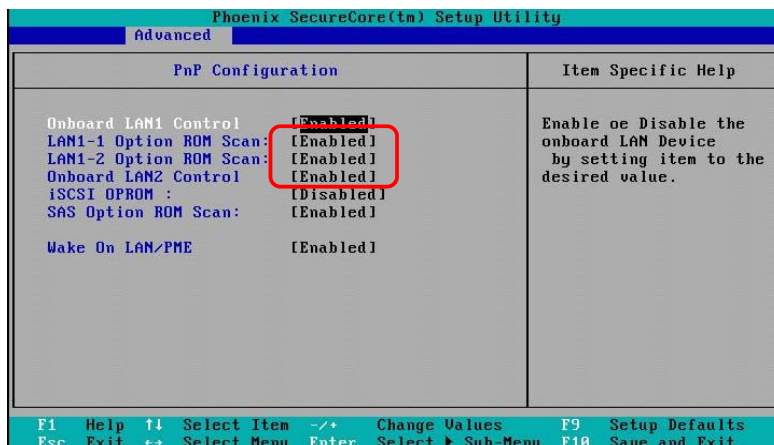 Phoenix SecureCore(tm) Setup Utility
Advanced
PnP Configuration
Item Specific Help
Onboard LAN1 Control [Enabled]
LAN1-1 Option ROM Scan: [Enabled]
LAN1-2 Option ROM Scan: [Enabled]
Onboard LAN2 Control [Enabled]
iSCSI OPROM : [Disabled]
SAS Option ROM Scan: [Enabled]
Wake On LAN/PME [Enabled]
Enable oe Disable the
onboard LAN Device
by setting item to the
desired value.
F1 Help ↑↓ Select Item -/+ Change Values F9 Setup Defaults
Esc Exit ←→ Select Menu Enter Select ▶ Sub-Menu F10 Save and Exit